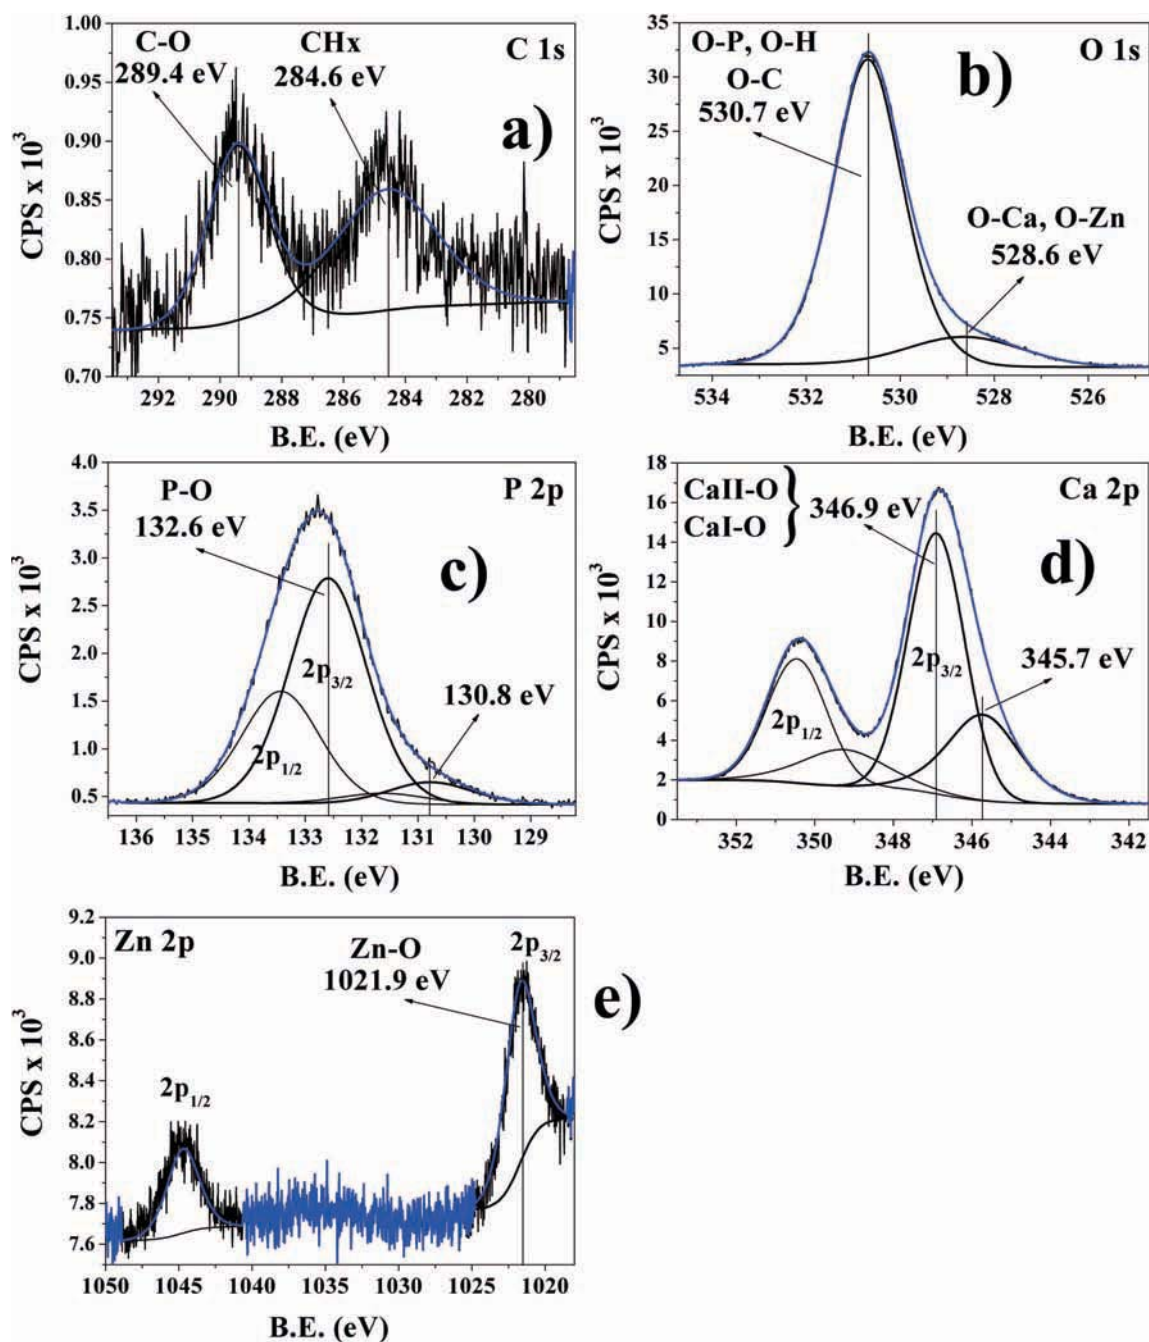 C 1s
C-O
289.4 eV
CHx
284.6 eV
a)
1.00
0.95
0.90
0.85
0.80
0.75
0.70
CPS x 10³
292 290 288 286 284 282 280
B.E. (eV)
O 1s
O-P, O-H
O-C
530.7 eV
b)
O-Ca, O-Zn
528.6 eV
35
30
25
20
15
10
5
CPS x 10³
534 532 530 528 526
B.E. (eV)
P 2p
P-O
132.6 eV
c)
2p3/2
130.8 eV
2p1/2
4.0
3.5
3.0
2.5
2.0
1.5
1.0
0.5
CPS x 10³
136 135 134 133 132 131 130 129
B.E. (eV)
Ca 2p
CaII-O
CaI-O
346.9 eV
d)
2p3/2
345.7 eV
2p1/2
18
16
14
12
10
8
6
4
2
0
CPS x 10³
352 350 348 346 344 342
B.E. (eV)
Zn 2p
Zn-O
1021.9 eV
2p3/2
e)
2p1/2
9.2
9.0
8.8
8.6
8.4
8.2
8.0
7.8
7.6
CPS x 10³
1050 1045 1040 1035 1030 1025 1020
B.E. (eV)